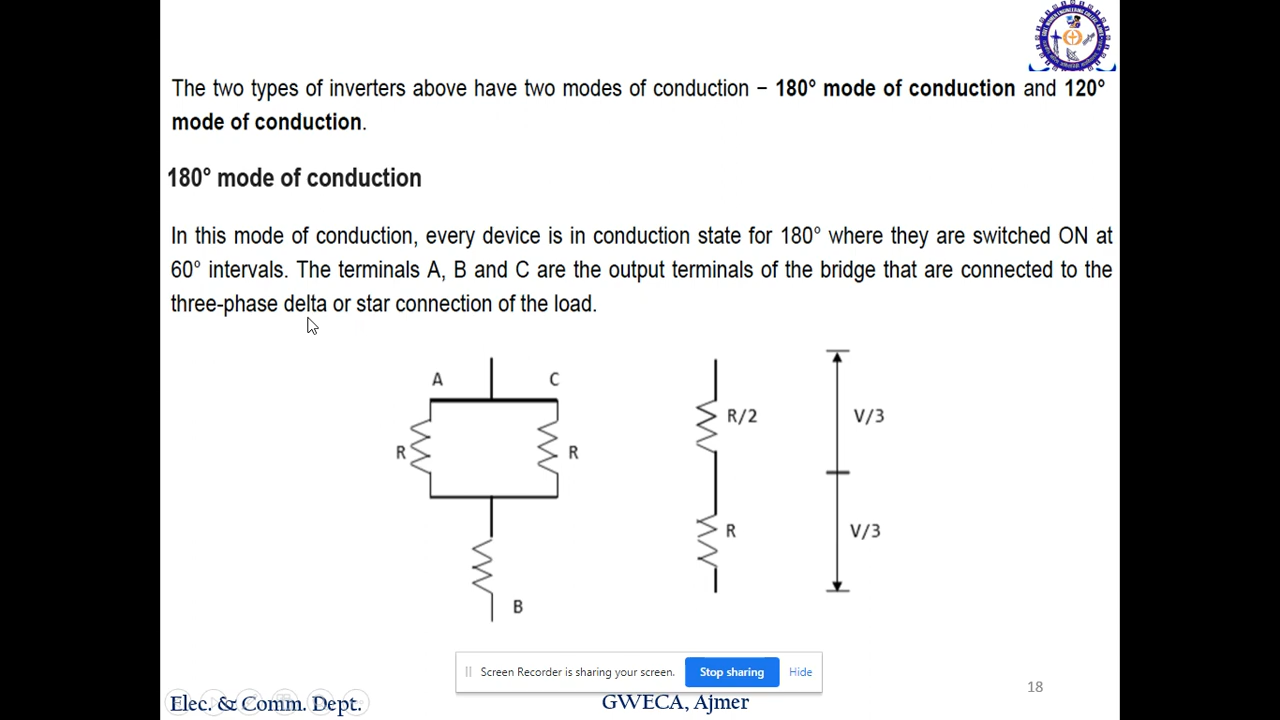 The two types of inverters above have two modes of conduction − 180° mode of conduction and 120°
mode of conduction.
180° mode of conduction
In this mode of conduction, every device is in conduction state for 180° where they are switched ON at
60° intervals. The terminals A, B and C are the output terminals of the bridge that are connected to the
three-phase delta or star connection of the load.
A
C
R
R
B
R/2
R
V/3
V/3
Screen Recorder is sharing your screen.
Stop sharing
Hide
Elec. & Comm. Dept.
GWECA, Ajmer
18